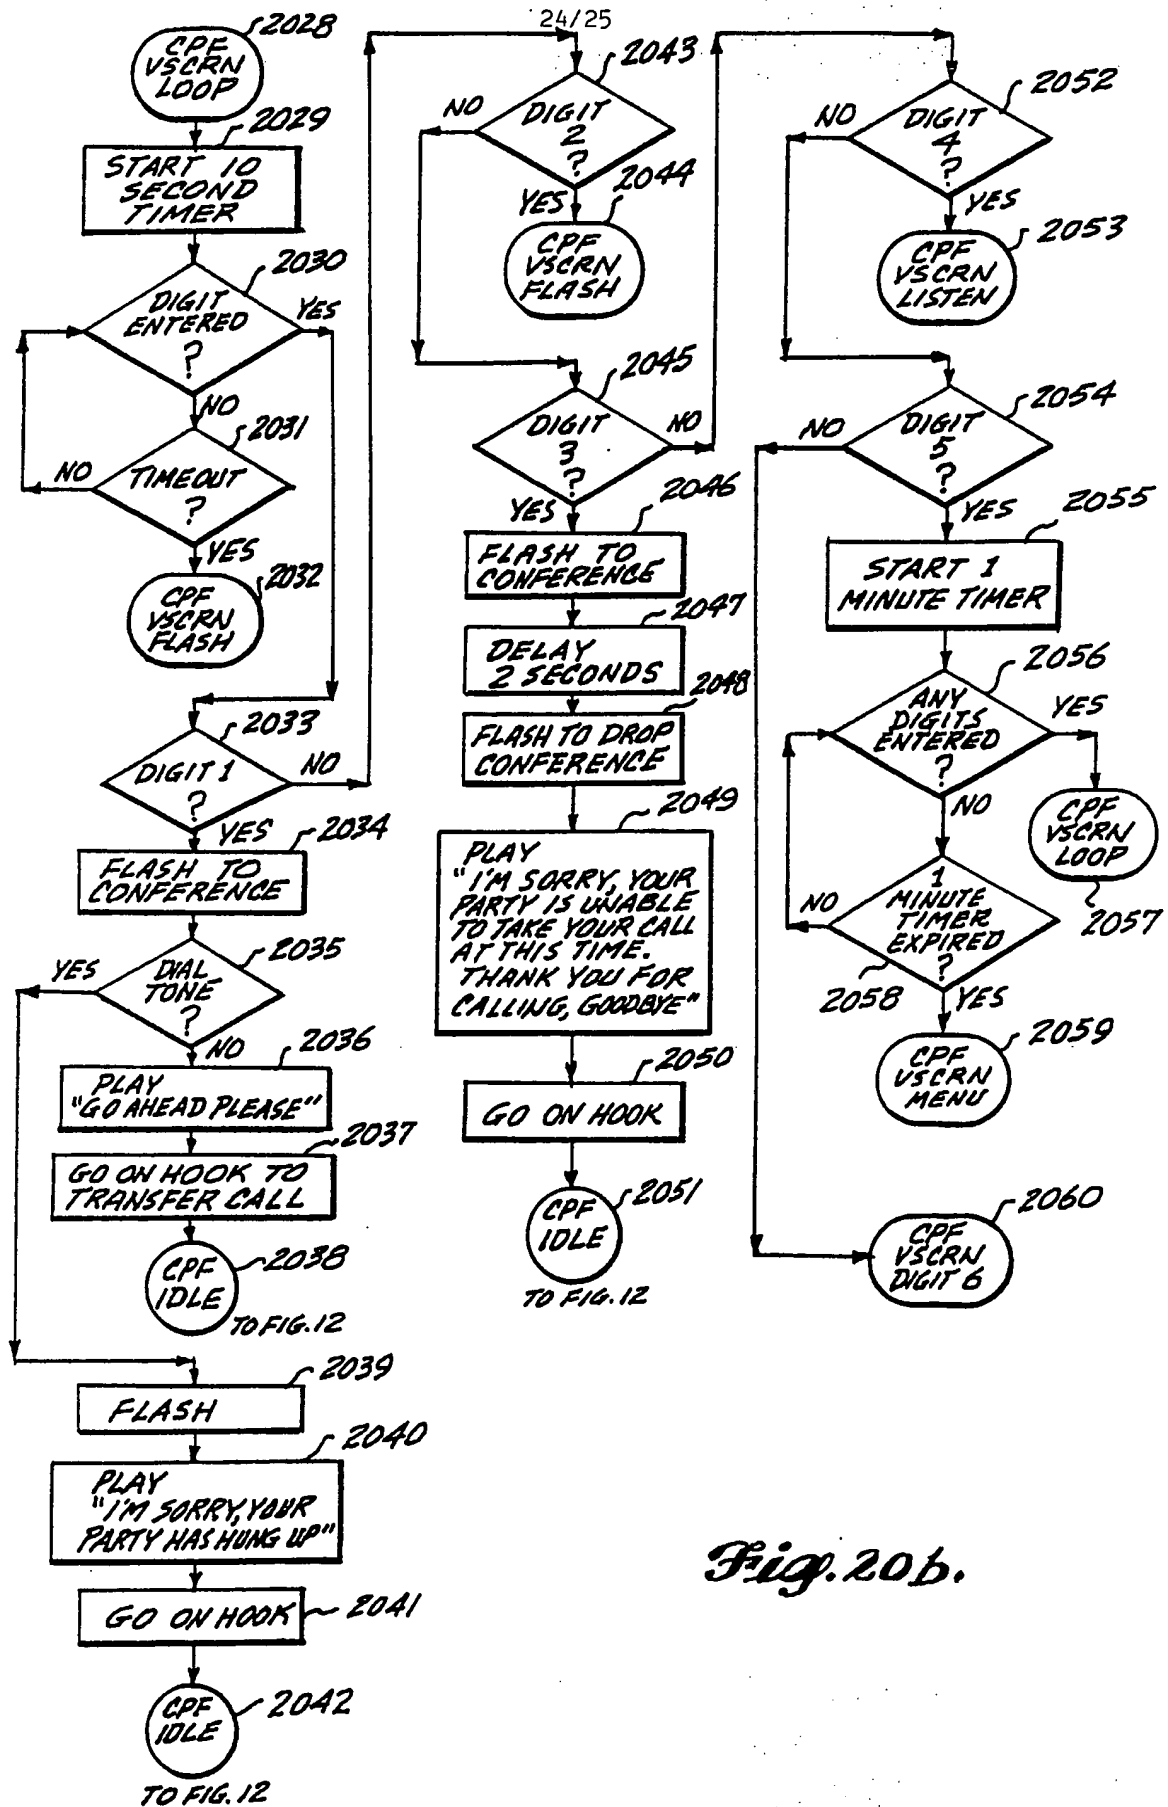 24/25
2028
CPF
VSCRN
LOOP
2029
START 10
SECOND
TIMER
2030
DIGIT
ENTERED
?
YES
NO
2031
TIMEOUT
?
NO
YES
2032
CPF
VSCRN
FLASH
2033
DIGIT 1
?
NO
YES
2034
FLASH TO
CONFERENCE
2035
DIAL
TONE
?
YES
NO
2036
PLAY
"GO AHEAD PLEASE"
2037
GO ON HOOK TO
TRANSFER CALL
2038
CPF
IDLE
TO FIG. 12
2039
FLASH
2040
PLAY
"I'M SORRY, YOUR
PARTY HAS HUNG UP"
2041
GO ON HOOK
2042
CPF
IDLE
TO FIG. 12
2043
DIGIT
2
?
NO
YES
2044
CPF
VSCRN
FLASH
2045
DIGIT
3
?
NO
YES
2046
FLASH TO
CONFERENCE
2047
DELAY
2 SECONDS
2048
FLASH TO DROP
CONFERENCE
2049
PLAY
"I'M SORRY, YOUR
PARTY IS UNABLE
TO TAKE YOUR CALL
AT THIS TIME.
THANK YOU FOR
CALLING, GOODBYE"
2050
GO ON HOOK
2051
CPF
IDLE
TO FIG. 12
2052
DIGIT
4
?
NO
YES
2053
CPF
VSCRN
LISTEN
2054
DIGIT
5
?
NO
YES
2055
START 1
MINUTE TIMER
2056
ANY
DIGITS
ENTERED
?
YES
NO
CPF
VSCRN
LOOP
2057
1
MINUTE
TIMER
EXPIRED
?
NO
2058
YES
2059
CPF
VSCRN
MENU
2060
CPF
VSCRN
DIGIT 6
Fig. 20b.